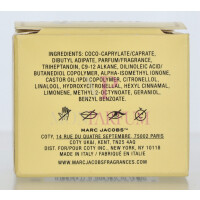 INGREDIENTS: COCO-CAPRYLATE/CAPRATE,
DIBUTYL ADIPATE, PARFUM/FRAGRANCE,
TRIHEPTANOIN, C9-12 ALKANE, DILINOLEIC ACID/
BUTANEDIOL COPOLYMER, ALPHA-ISOMETHYL IONONE,
CASTOR OIL/IPDI COPOLYMER, CITRONELLOL,
LINALOOL, HYDROXYCITRONELLAL, HEXYL CINNAMAL,
LIMONENE, METHYL 2-OCTYNOATE, GERANIOL,
BENZYL BENZOATE.
MARC JACOBS
COTY, 14 RUE DU QUATRE SEPTEMBRE, 75002 PARIS
COTY UK&I, KENT, TN25 4AG
DIST. FOR/POUR COTY INC., NEW YORK, NY 10118
MADE IN ITALY / FABRIQUÉ EN ITALIE
WWW.MARCJACOBSFRAGRANCES.COM